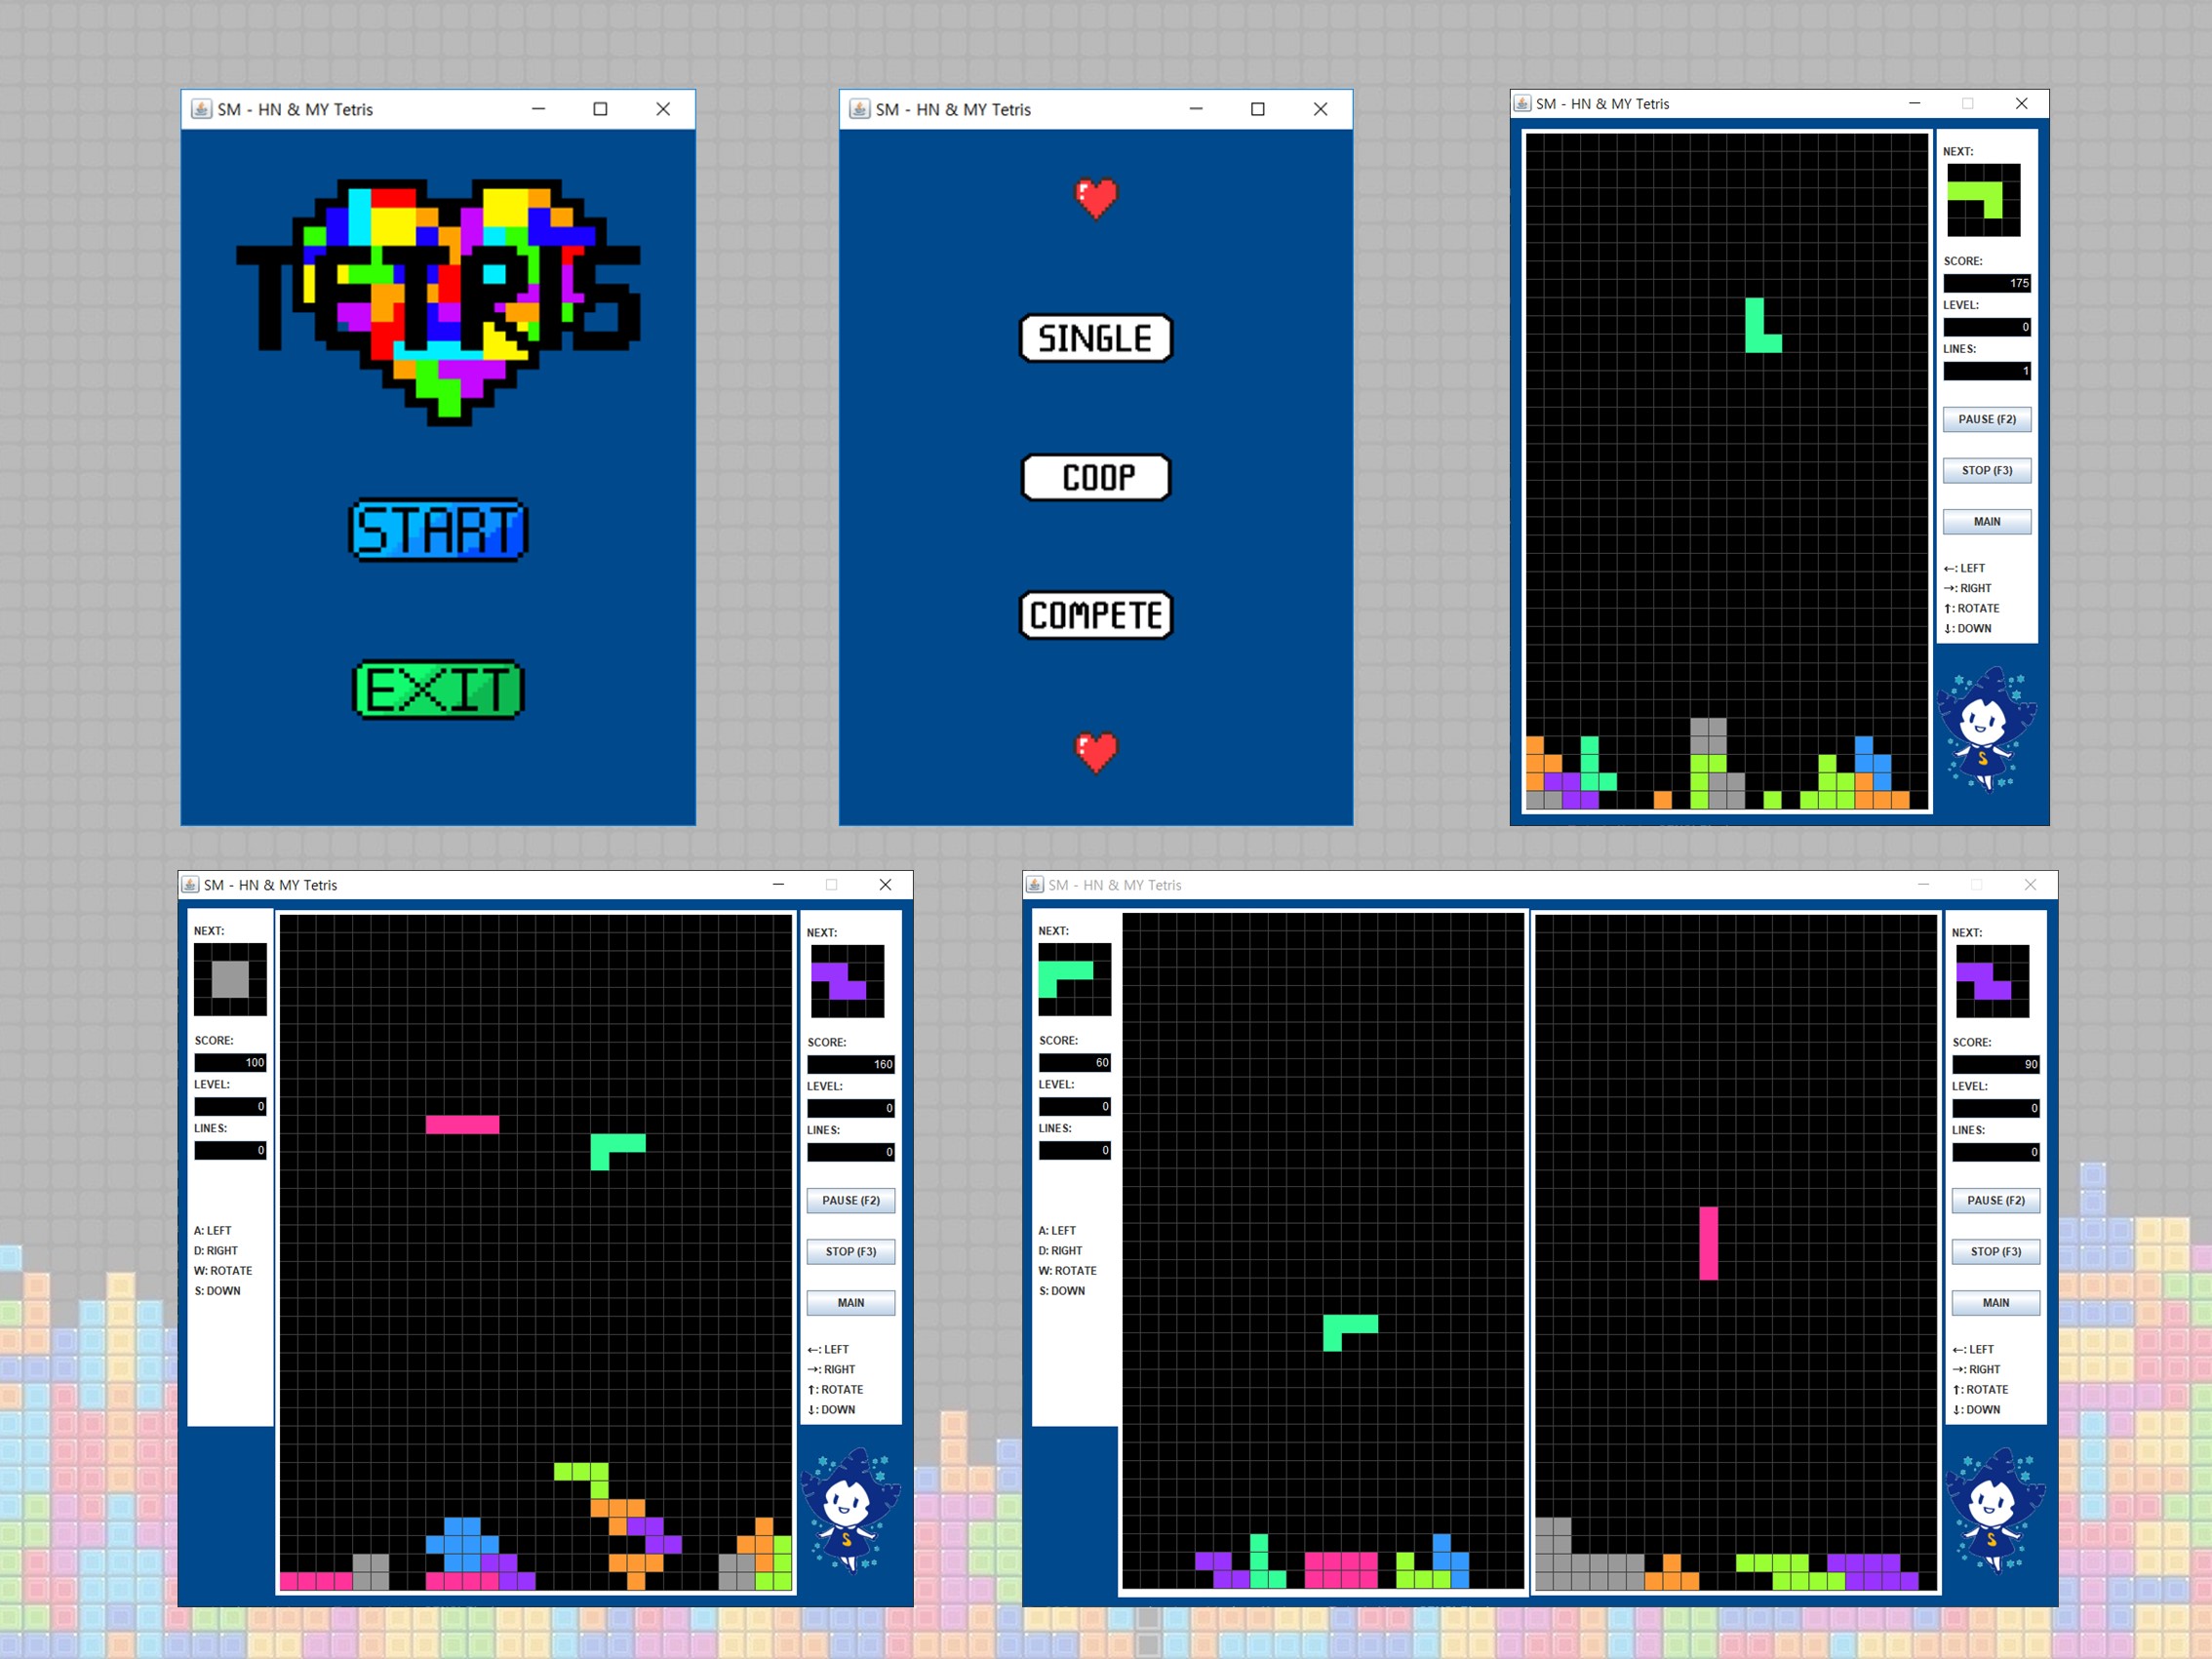 SM - HN & MY Tetris
TETRIS
START
EXIT
SM - HN & MY Tetris
SINGLE
COOP
COMPETE
SM - HN & MY Tetris
NEXT:
SCORE:
175
LEVEL:
0
LINES:
1
PAUSE (F2)
STOP (F3)
MAIN
←: LEFT
→: RIGHT
↑: ROTATE
↓: DOWN
S
SM - HN & MY Tetris
NEXT:
SCORE:
100
LEVEL:
0
LINES:
0
A: LEFT
D: RIGHT
W: ROTATE
S: DOWN
NEXT:
SCORE:
160
LEVEL:
0
LINES:
0
PAUSE (F2)
STOP (F3)
MAIN
←: LEFT
→: RIGHT
↑: ROTATE
↓: DOWN
S
SM - HN & MY Tetris
NEXT:
SCORE:
60
LEVEL:
0
LINES:
0
A: LEFT
D: RIGHT
W: ROTATE
S: DOWN
NEXT:
SCORE:
90
LEVEL:
0
LINES:
0
PAUSE (F2)
STOP (F3)
MAIN
←: LEFT
→: RIGHT
↑: ROTATE
↓: DOWN
S